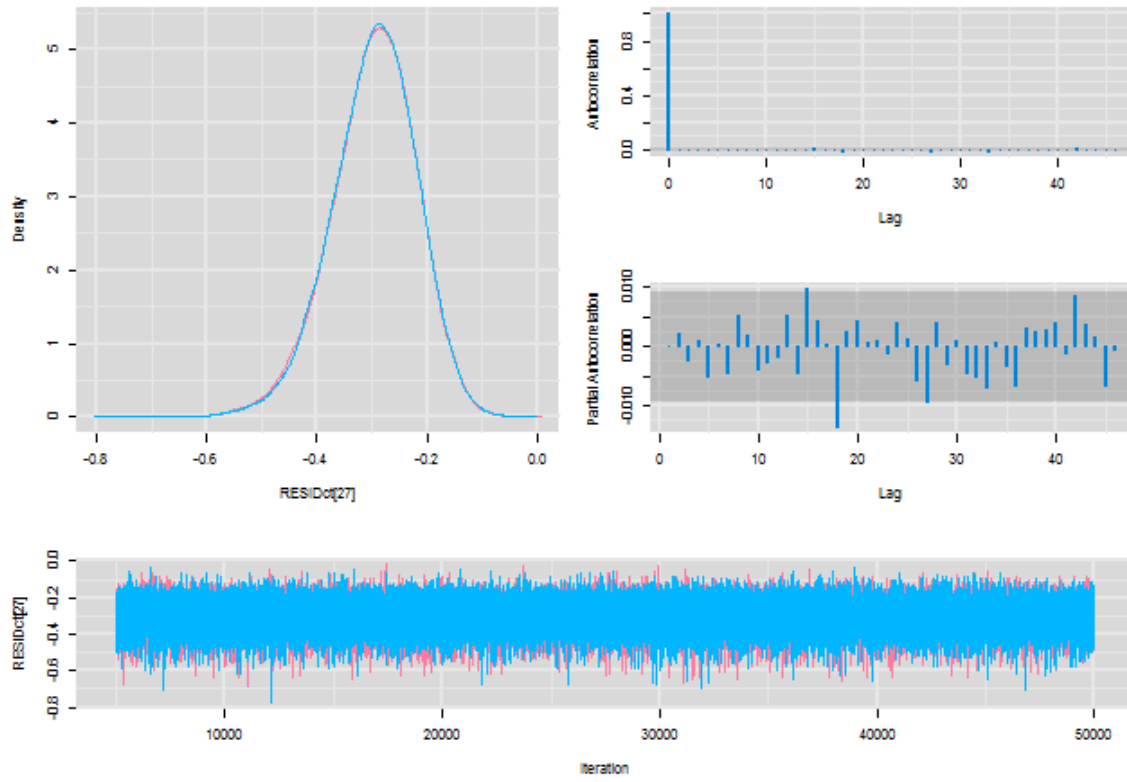 Density
0 1 2 3 4 5
−0.8 −0.6 −0.4 −0.2 0.0
RESIDct[27]
Autocorrelation
0.0 0.4 0.8
0 10 20 30 40
Lag
Partial Autocorrelation
−0.010 0.000 0.010
0 10 20 30 40
Lag
RESIDct[27]
−0.8 −0.6 −0.4 −0.2 0.0
10000 20000 30000 40000 50000
Iteration